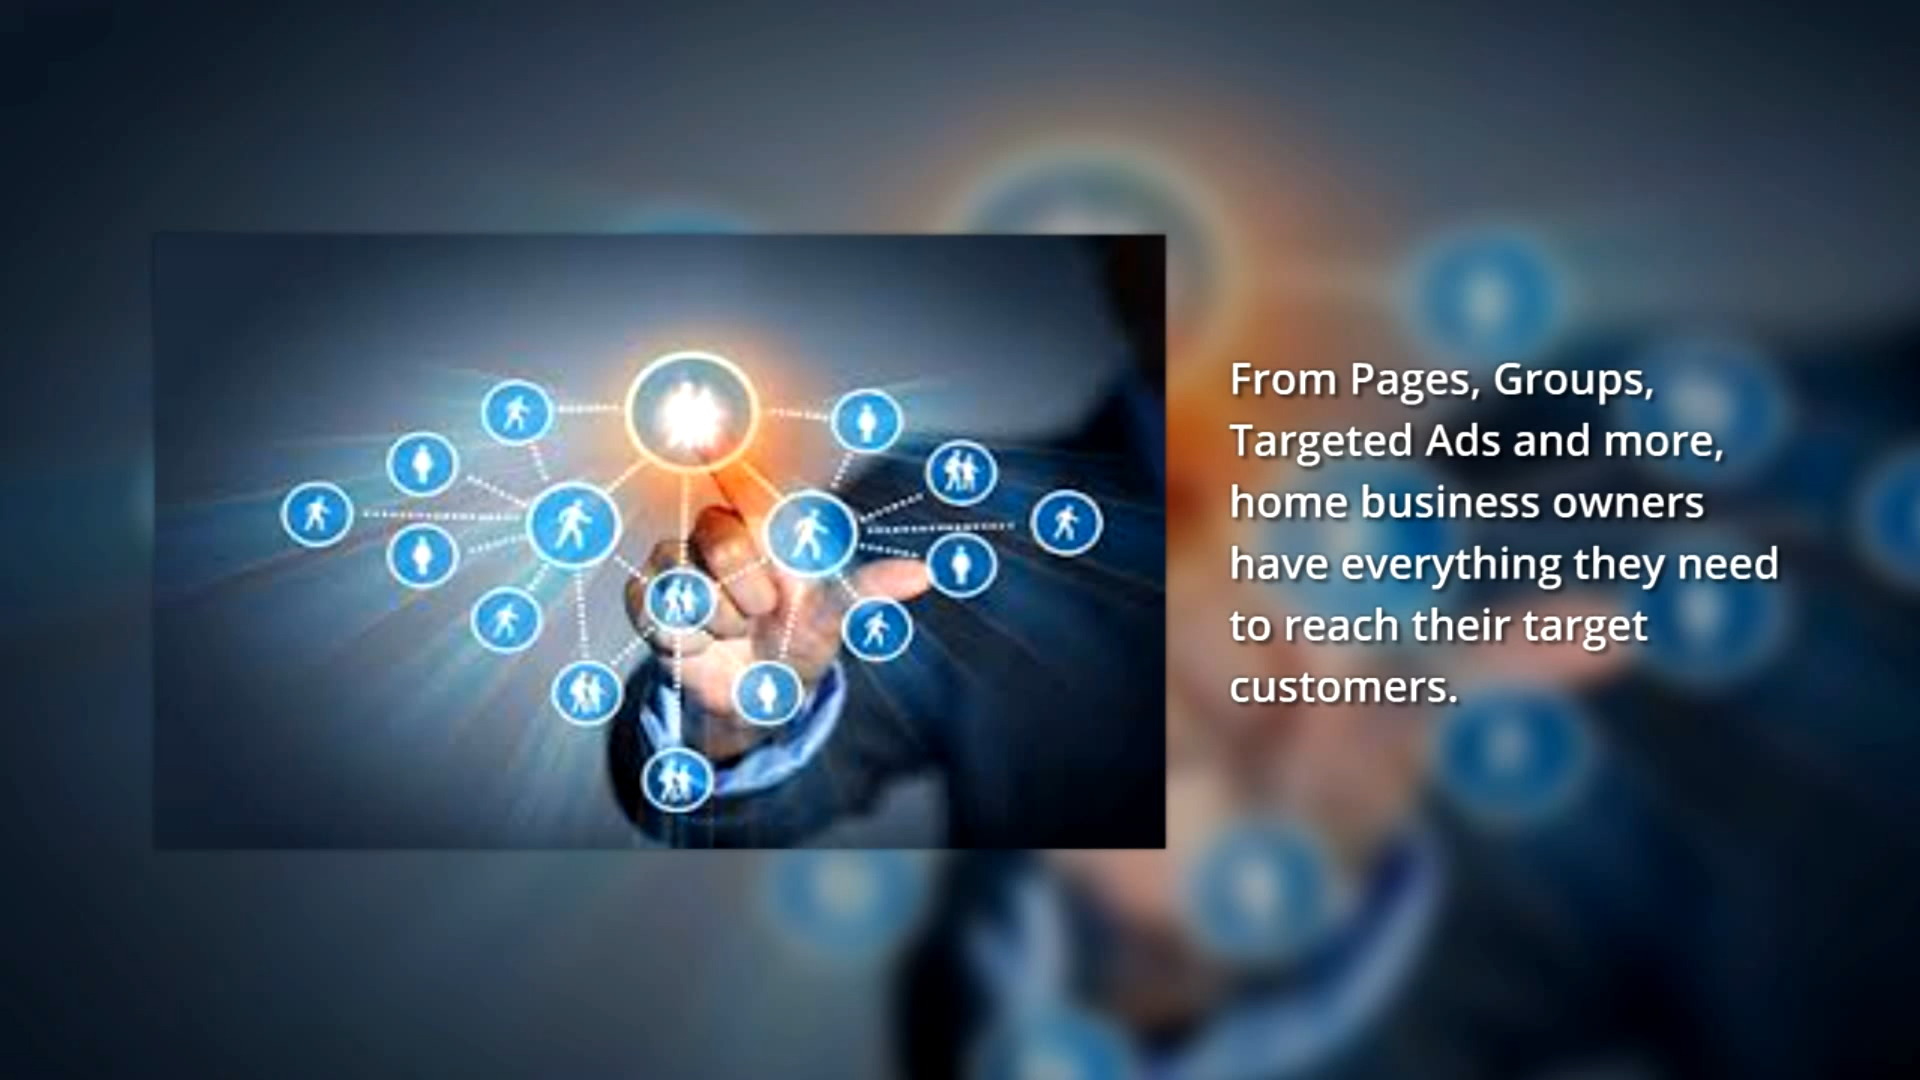 From Pages, Groups,
Targeted Ads and more,
home business owners
have everything they need
to reach their target
customers.